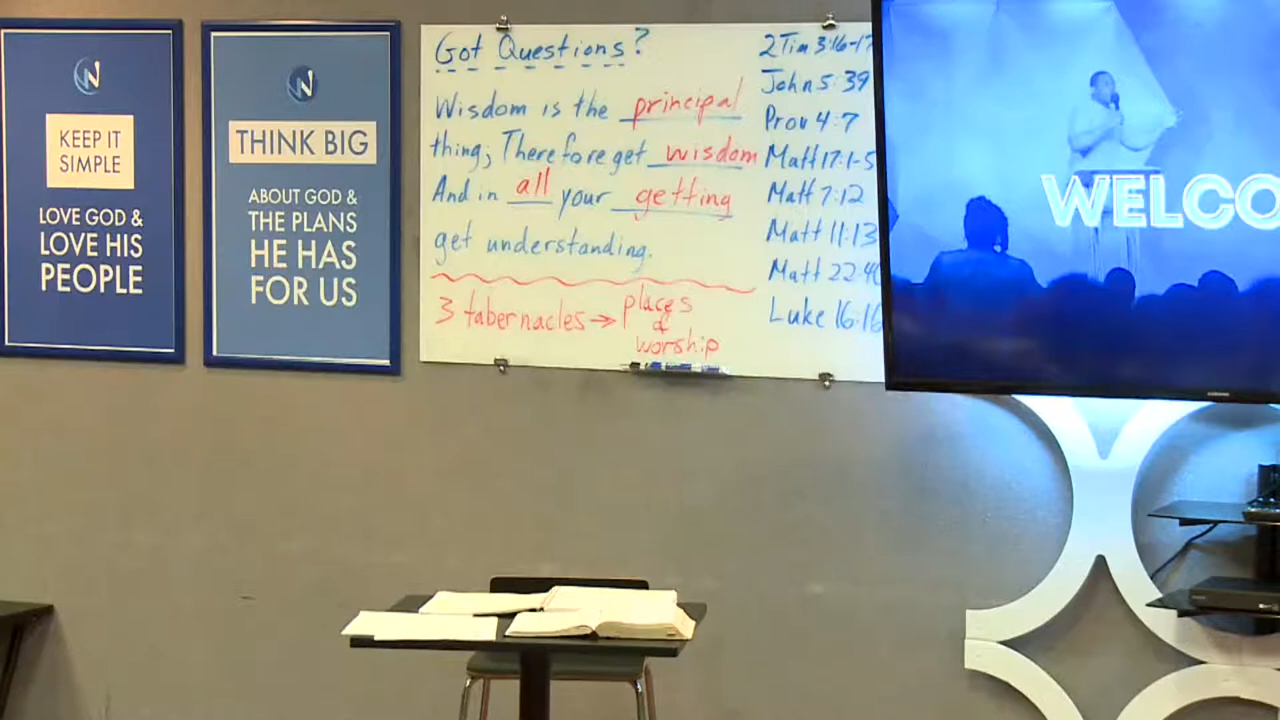 KEEP IT
SIMPLE
LOVE GOD &
LOVE HIS
PEOPLE
THINK BIG
ABOUT GOD &
THE PLANS
HE HAS
FOR US
Got Questions?
Wisdom is the principal
thing; Therefore get wisdom
And in all your getting
get understanding.
3 tabernacles → places
of
worship
2Tim 3:16-17
John 5:39
Prov 4:7
Matt 17:1-5
Matt 7:12
Matt 11:13
Matt 22:40
Luke 16:16
WELCO
SAMSUNG